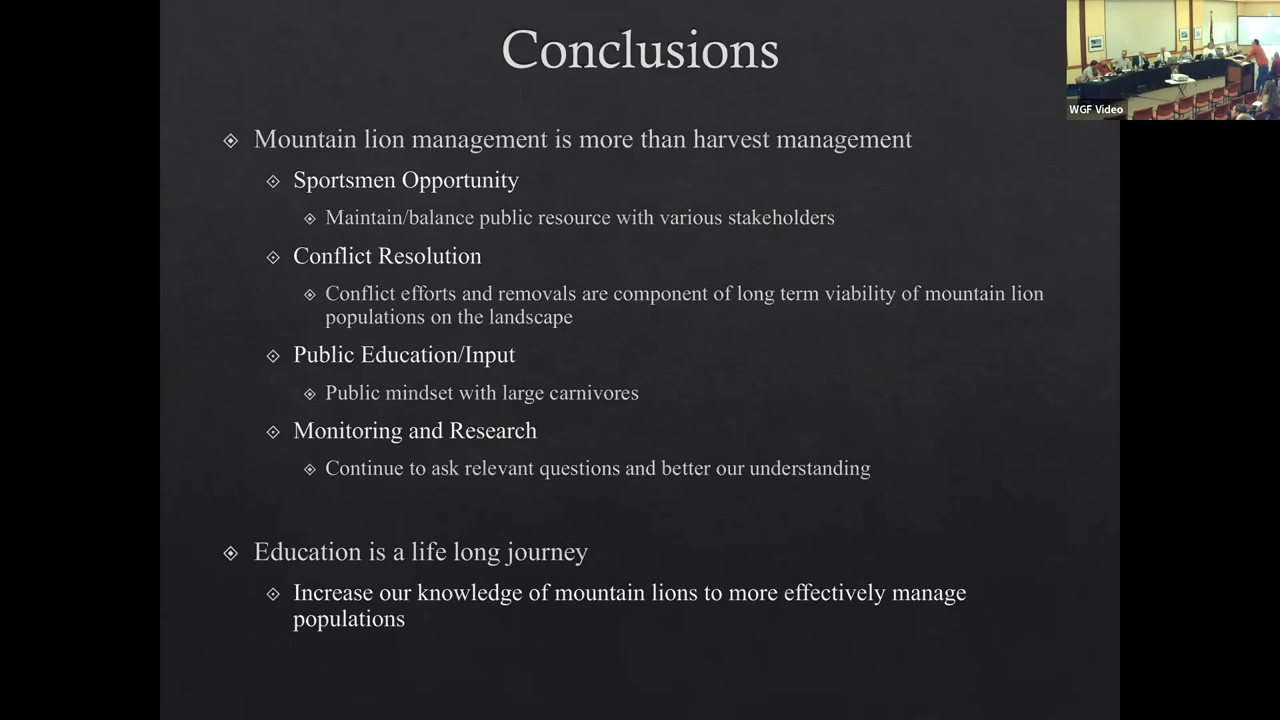 Conclusions
WGF Video
Mountain lion management is more than harvest management
Sportsmen Opportunity
Maintain/balance public resource with various stakeholders
Conflict Resolution
Conflict efforts and removals are component of long term viability of mountain lion
populations on the landscape
Public Education/Input
Public mindset with large carnivores
Monitoring and Research
Continue to ask relevant questions and better our understanding
Education is a life long journey
Increase our knowledge of mountain lions to more effectively manage
populations